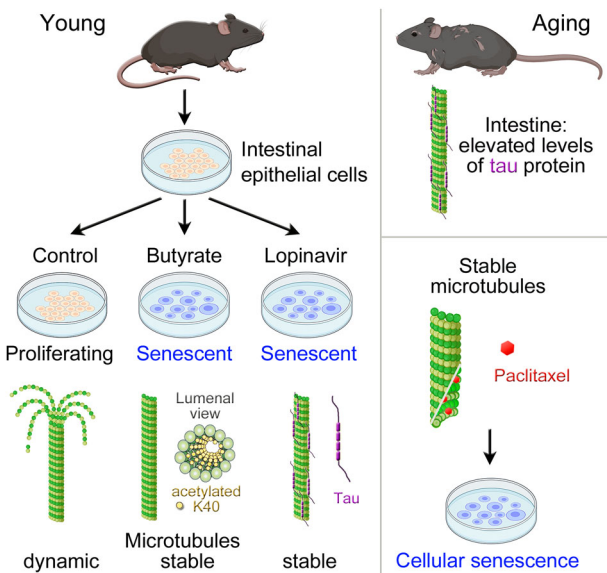 Young
Intestinal
epithelial cells
Control
Butyrate
Lopinavir
Proliferating
Senescent
Senescent
Lumenal
view
acetylated
K40
Tau
dynamic
Microtubules
stable
stable
Aging
Intestine:
elevated levels
of tau protein
Stable
microtubules
Paclitaxel
Cellular senescence